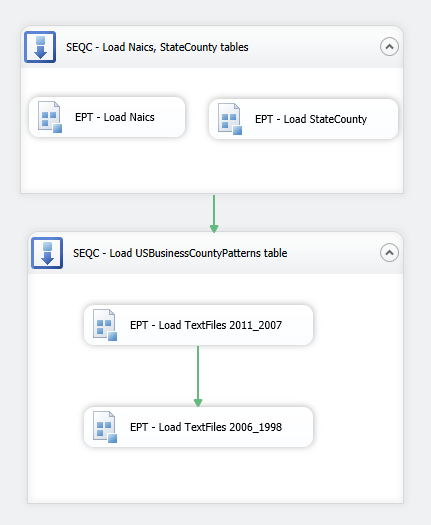 SEQC - Load Naics, StateCounty tables
EPT - Load Naics
EPT - Load StateCounty
SEQC - Load USBusinessCountyPatterns table
EPT - Load TextFiles 2011_2007
EPT - Load TextFiles 2006_1998